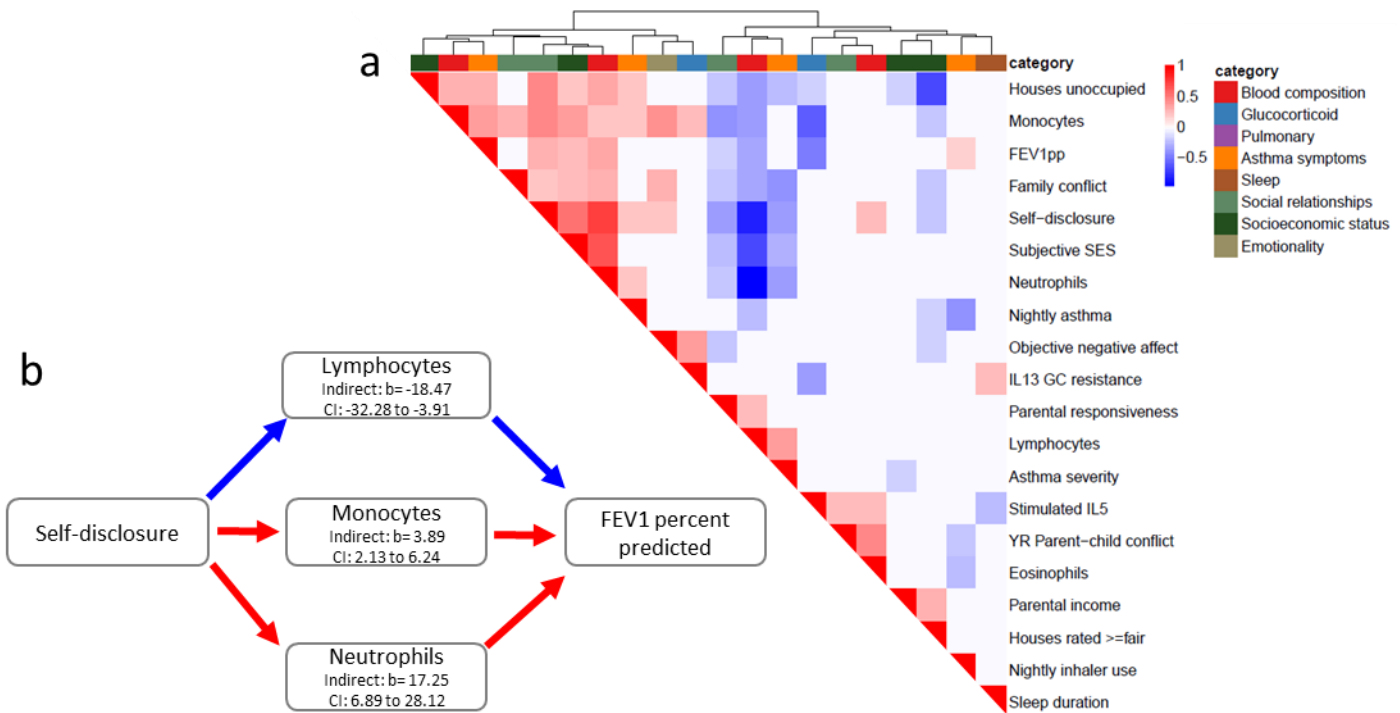 a
category
Houses unoccupied
Monocytes
FEV1pp
Family conflict
Self-disclosure
Subjective SES
Neutrophils
Nightly asthma
Objective negative affect
IL13 GC resistance
Parental responsiveness
Lymphocytes
Asthma severity
Stimulated IL5
YR Parent-child conflict
Eosinophils
Parental income
Houses rated >=fair
Nightly inhaler use
Sleep duration
1
0.5
0
-0.5
category
Blood composition
Glucocorticoid
Pulmonary
Asthma symptoms
Sleep
Social relationships
Socioeconomic status
Emotionality
b
Lymphocytes
Indirect: b= -18.47
CI: -32.28 to -3.91
Self-disclosure
Monocytes
Indirect: b= 3.89
CI: 2.13 to 6.24
FEV1 percent
predicted
Neutrophils
Indirect: b= 17.25
CI: 6.89 to 28.12